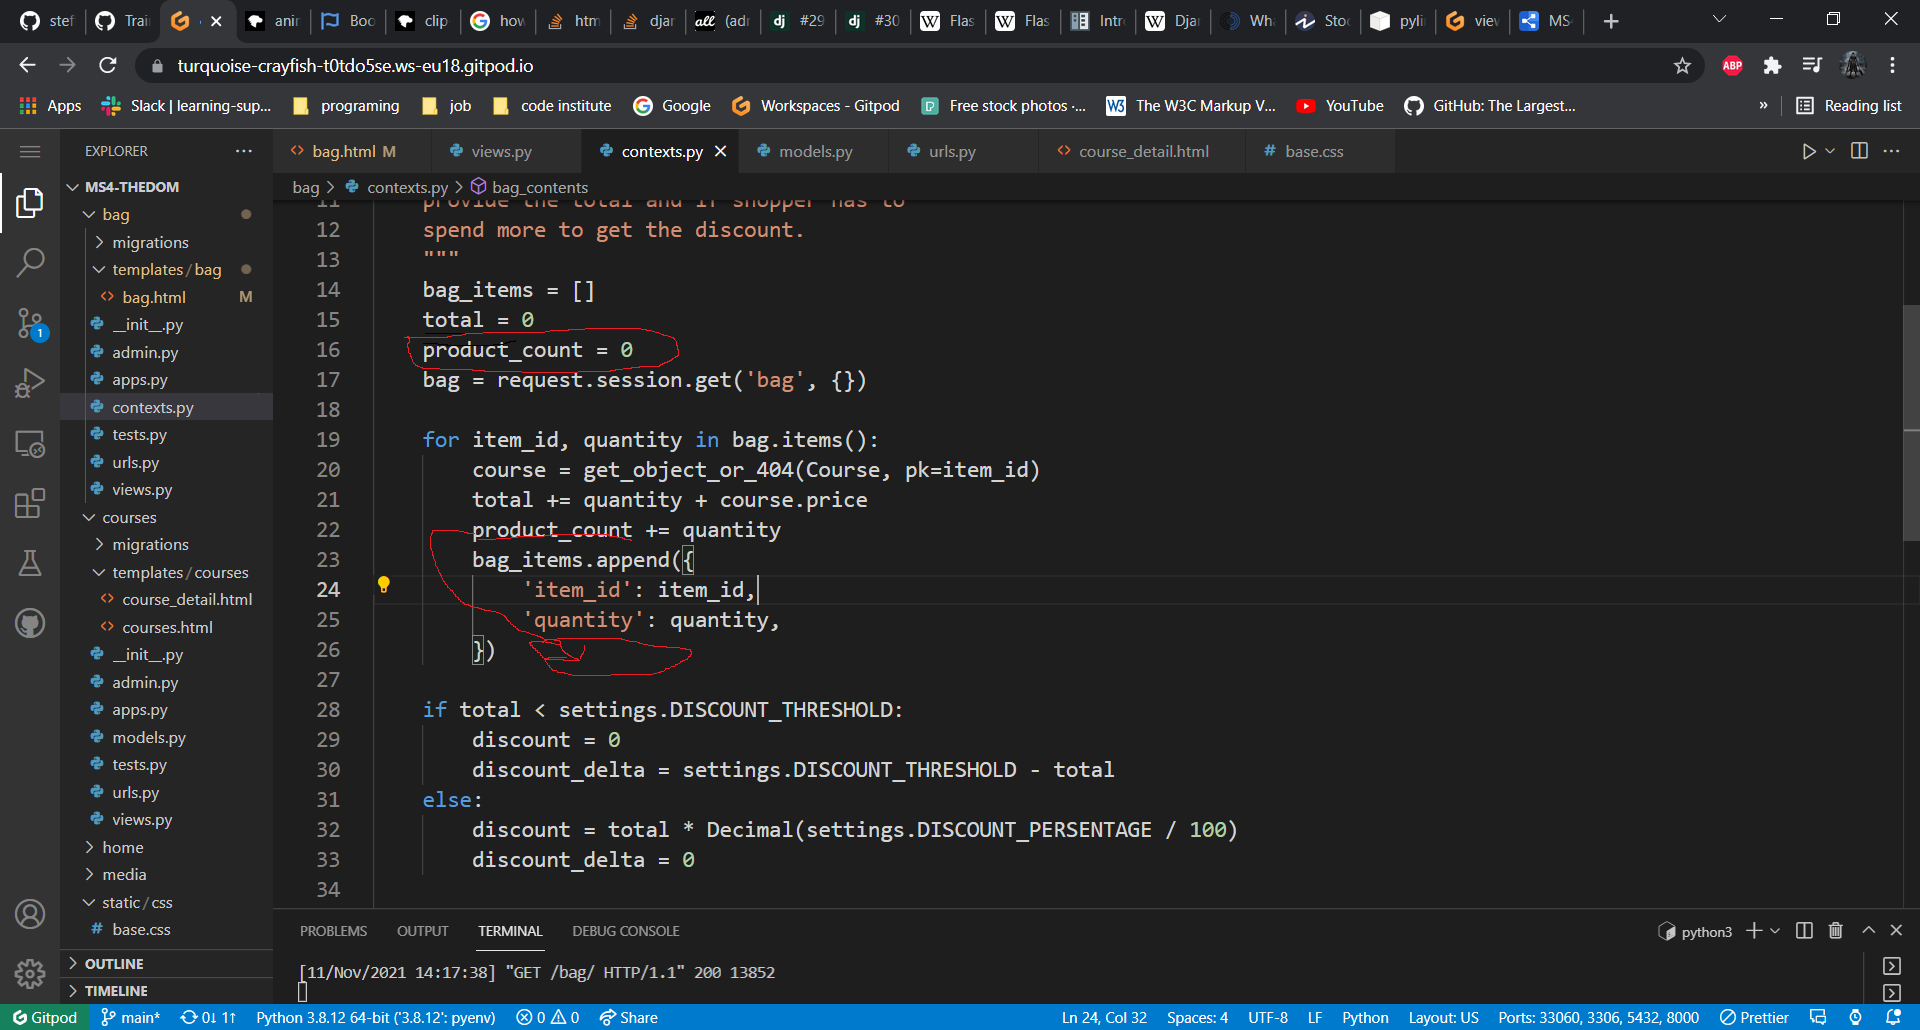 stef
Trai
anir
Boo
clip
how
htm
djar
all (adr
dj #29
dj #30
W Flas
W Flas
Intr
W Djar
Wh
Stoc
pyli
view
MS-
turquoise-crayfish-t0tdo5se.ws-eu18.gitpod.io
ABP
Apps
Slack | learning-sup...
programing
job
code institute
Google
Workspaces - Gitpod
Free stock photos ·...
The W3C Markup V...
YouTube
GitHub: The Largest...
»
Reading list
EXPLORER
bag.html M
views.py
contexts.py
models.py
urls.py
course_detail.html
# base.css
bag > contexts.py > bag_contents
MS4-THEDOM
bag
migrations
templates / bag
bag.html M
__init__.py
admin.py
apps.py
contexts.py
tests.py
urls.py
views.py
courses
migrations
templates / courses
course_detail.html
courses.html
__init__.py
admin.py
apps.py
models.py
tests.py
urls.py
views.py
home
media
static / css
# base.css
OUTLINE
TIMELINE
1
11 provide the total and if shopper has to
12 spend more to get the discount.
13 """
14 bag_items = []
15 total = 0
16 product_count = 0
17 bag = request.session.get('bag', {})
18
19 for item_id, quantity in bag.items():
20 course = get_object_or_404(Course, pk=item_id)
21 total += quantity + course.price
22 product_count += quantity
23 bag_items.append({
24 'item_id': item_id,
25 'quantity': quantity,
26 })
27
28 if total < settings.DISCOUNT_THRESHOLD:
29 discount = 0
30 discount_delta = settings.DISCOUNT_THRESHOLD - total
31 else:
32 discount = total * Decimal(settings.DISCOUNT_PERSENTAGE / 100)
33 discount_delta = 0
34
PROBLEMS
OUTPUT
TERMINAL
DEBUG CONSOLE
python3
[11/Nov/2021 14:17:38] "GET /bag/ HTTP/1.1" 200 13852
Gitpod
main*
0↓ 1↑
Python 3.8.12 64-bit ('3.8.12': pyenv)
0 0
Share
Ln 24, Col 32
Spaces: 4
UTF-8
LF
Python
Layout: US
Ports: 33060, 3306, 5432, 8000
Prettier